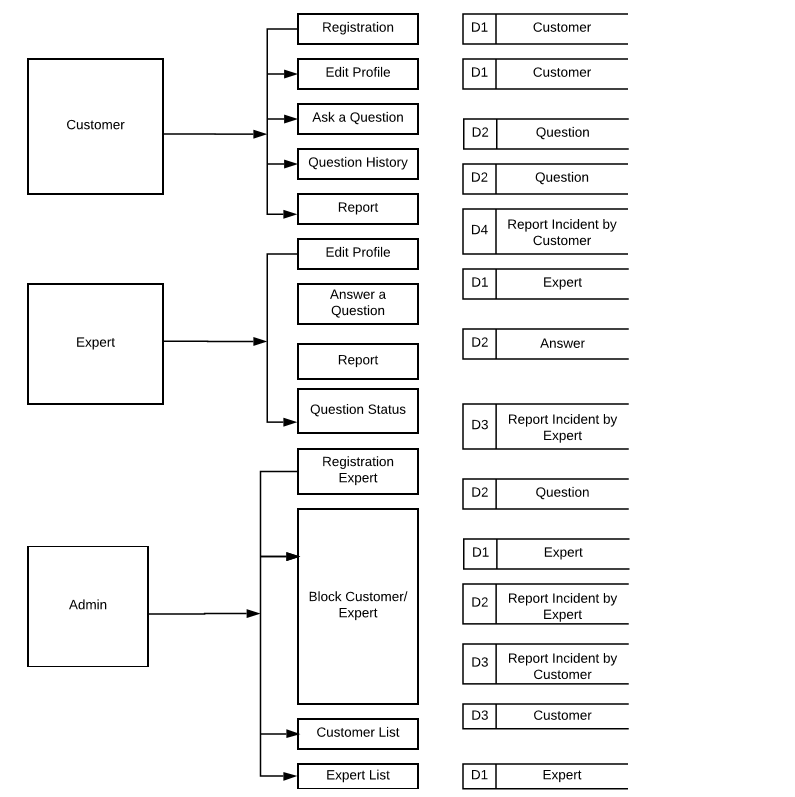 Customer
Registration
Edit Profile
Ask a Question
Question History
Report
D1 Customer
D1 Customer
D2 Question
D2 Question
D4 Report Incident by
Customer
Expert
Edit Profile
Answer a
Question
Report
Question Status
D1 Expert
D2 Answer
D3 Report Incident by
Expert
D2 Question
Admin
Registration
Expert
Block Customer/
Expert
Customer List
Expert List
D1 Expert
D2 Report Incident by
Expert
D3 Report Incident by
Customer
D3 Customer
D1 Expert